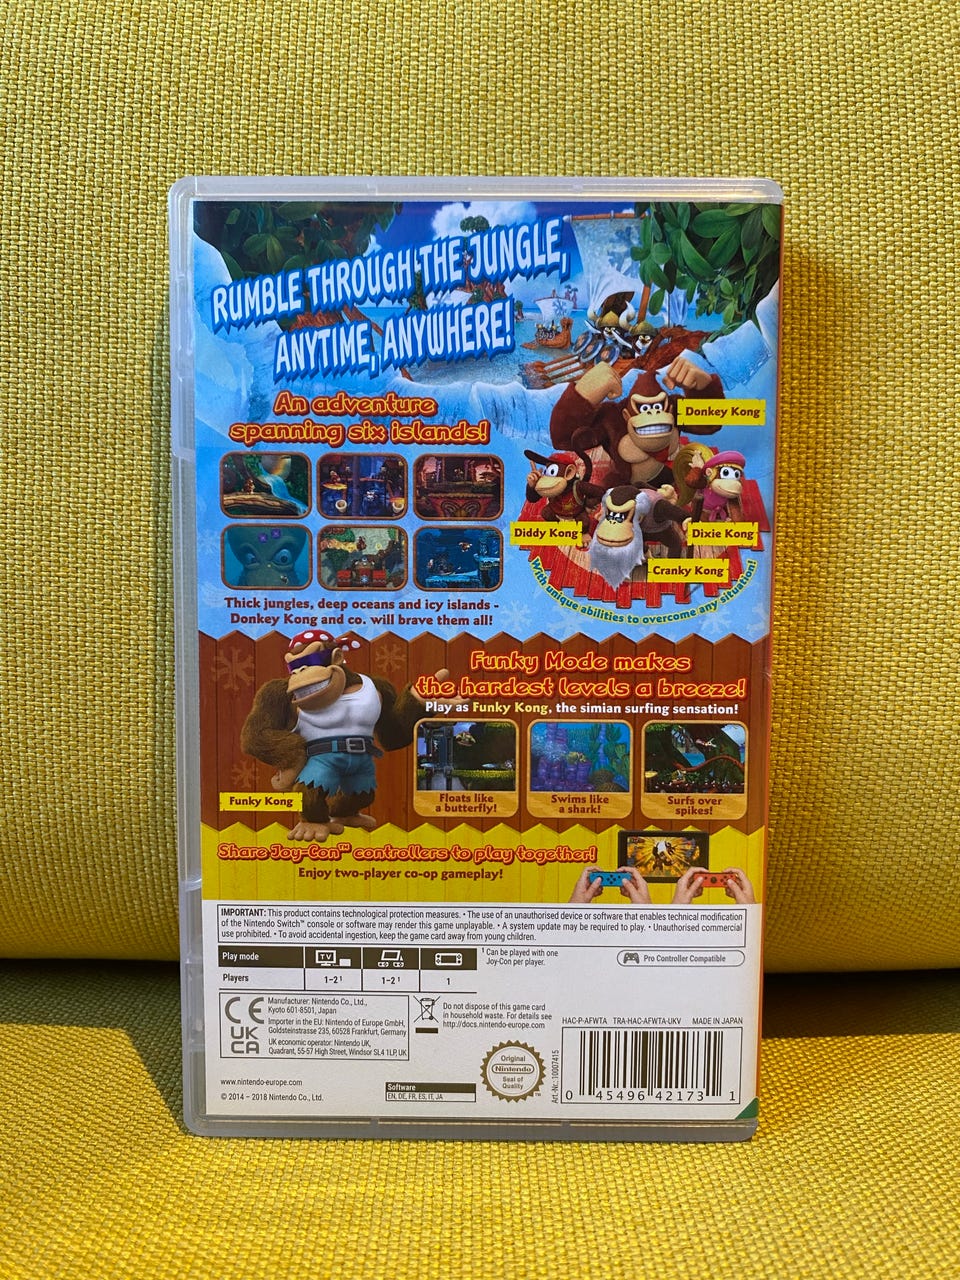 RUMBLE THROUGH THE JUNGLE,
ANYTIME, ANYWHERE!
An adventure
spanning six islands!
Donkey Kong
Diddy Kong
Dixie Kong
Cranky Kong
With unique abilities to overcome any situation!
Thick jungles, deep oceans and icy islands -
Donkey Kong and co. will brave them all!
Funky Mode makes
the hardest levels a breeze!
Play as Funky Kong, the simian surfing sensation!
Funky Kong
Floats like
a butterfly!
Swims like
a shark!
Surfs over
spikes!
Share Joy-Con™ controllers to play together!
Enjoy two-player co-op gameplay!
IMPORTANT: This product contains technological protection measures. • The use of an unauthorised device or software that enables technical modification
of the Nintendo Switch™ console or software may render this game unplayable. • A system update may be required to play. • Unauthorised commercial
use prohibited. • To avoid accidental ingestion, keep the game card away from young children.
Play mode
TV
Players
1-2¹
1-2¹
1
¹ Can be played with one
Joy-Con per player.
Pro Controller Compatible
CE
UK
CA
Manufacturer: Nintendo Co., Ltd.,
Kyoto 601-8501, Japan
Importer in the EU: Nintendo of Europe GmbH,
Goldsteinstrasse 235, 60528 Frankfurt, Germany
UK economic operator: Nintendo UK,
Quadrant, 55-57 High Street, Windsor SL4 1LP, UK
Do not dispose of this game card
in household waste. For details see
http://docs.nintendo-europe.com
HAC-P-AFWTA TRA-HAC-AFWTA-UKV MADE IN JAPAN
www.nintendo-europe.com
© 2014 – 2018 Nintendo Co., Ltd.
Software
EN, DE, FR, ES, IT, JA
Original
Nintendo
Seal of
Quality
™
Art.-Nr.: 10007415
0 45496 42173 1